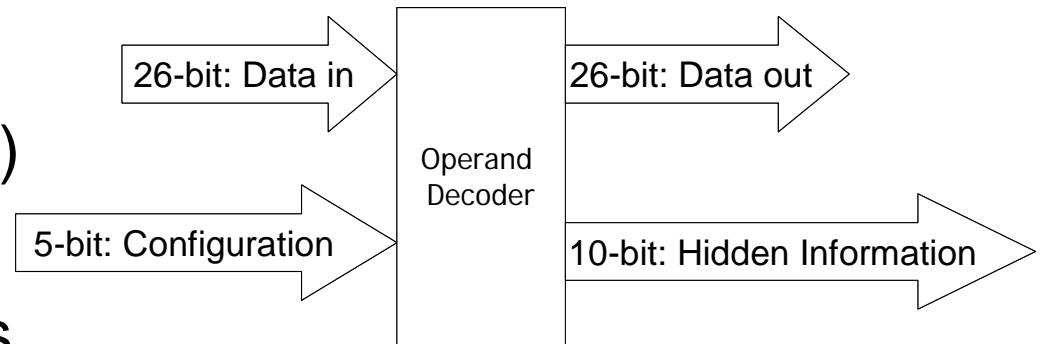 26-bit: Data in
26-bit: Data out
)
Operand
Decoder
5-bit: Configuration
10-bit: Hidden Information
s